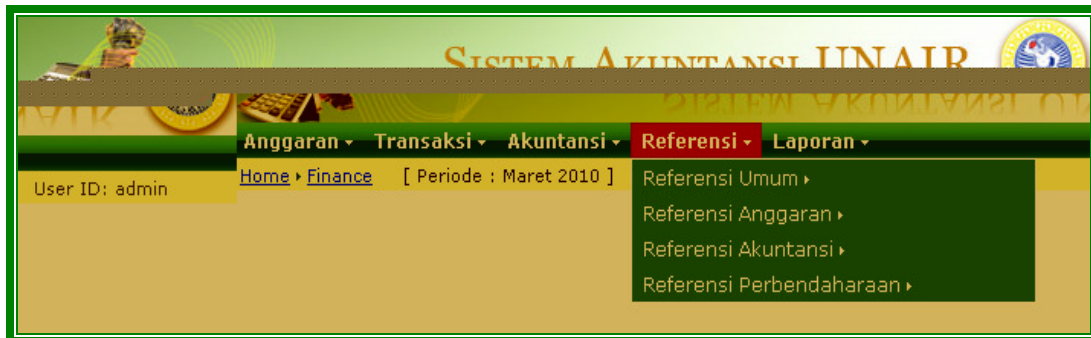 SISTEM AKUNTANSI UNAIR
Anggaran Transaksi Akuntansi Referensi Laporan
User ID: admin
Home Finance [ Periode : Maret 2010 ]
Referensi Umum
Referensi Anggaran
Referensi Akuntansi
Referensi Perbendaharaan